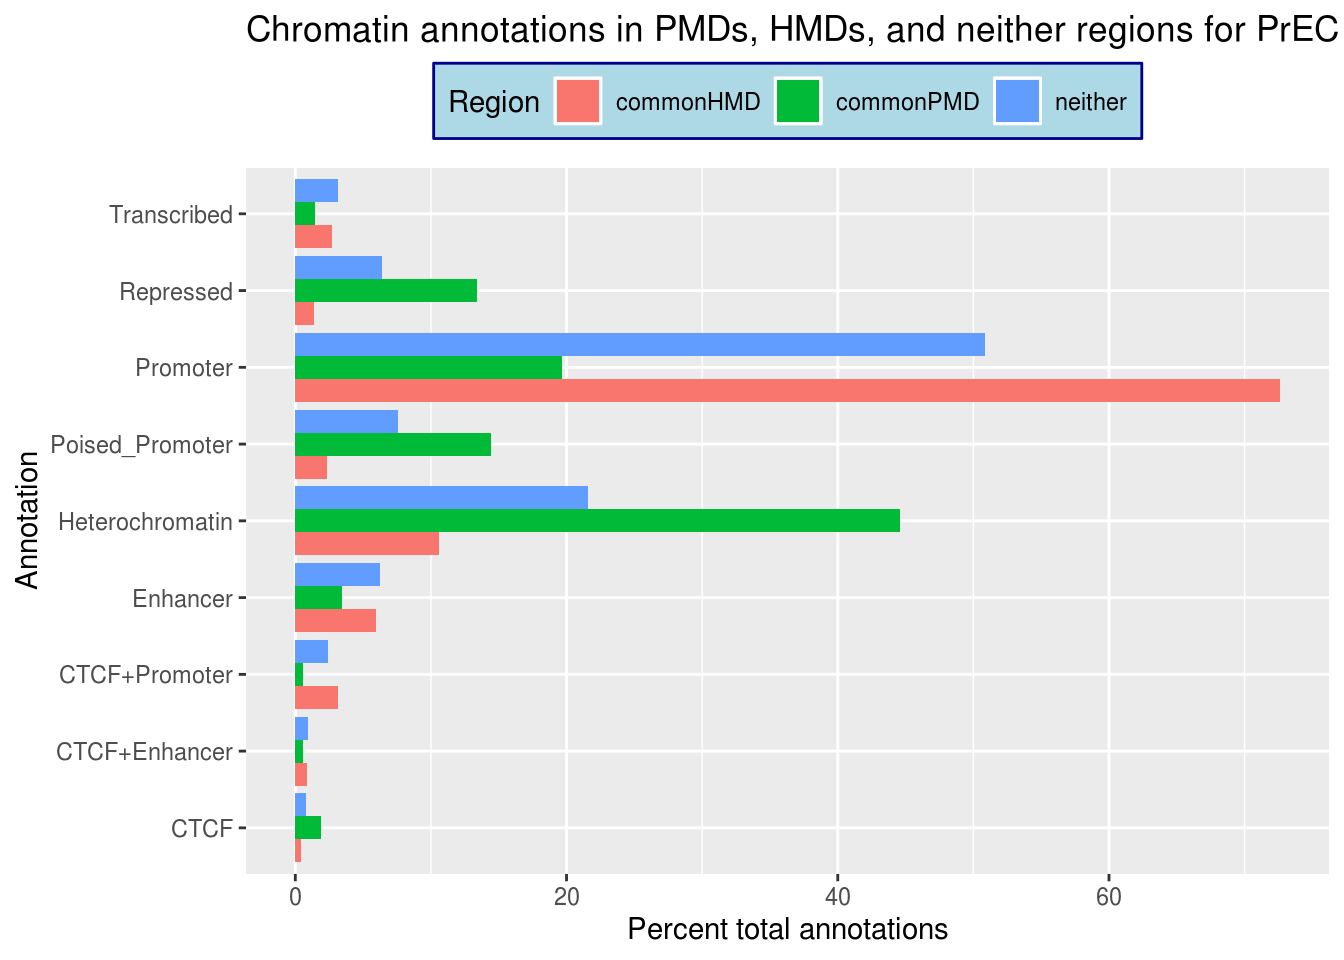 Chromatin annotations in PMDs, HMDs, and neither regions for PrEC
Region commonHMD commonPMD neither
Transcribed
Repressed
Promoter
Poised_Promoter
Heterochromatin
Enhancer
CTCF+Promoter
CTCF+Enhancer
CTCF
Annotation
0 20 40 60
Percent total annotations